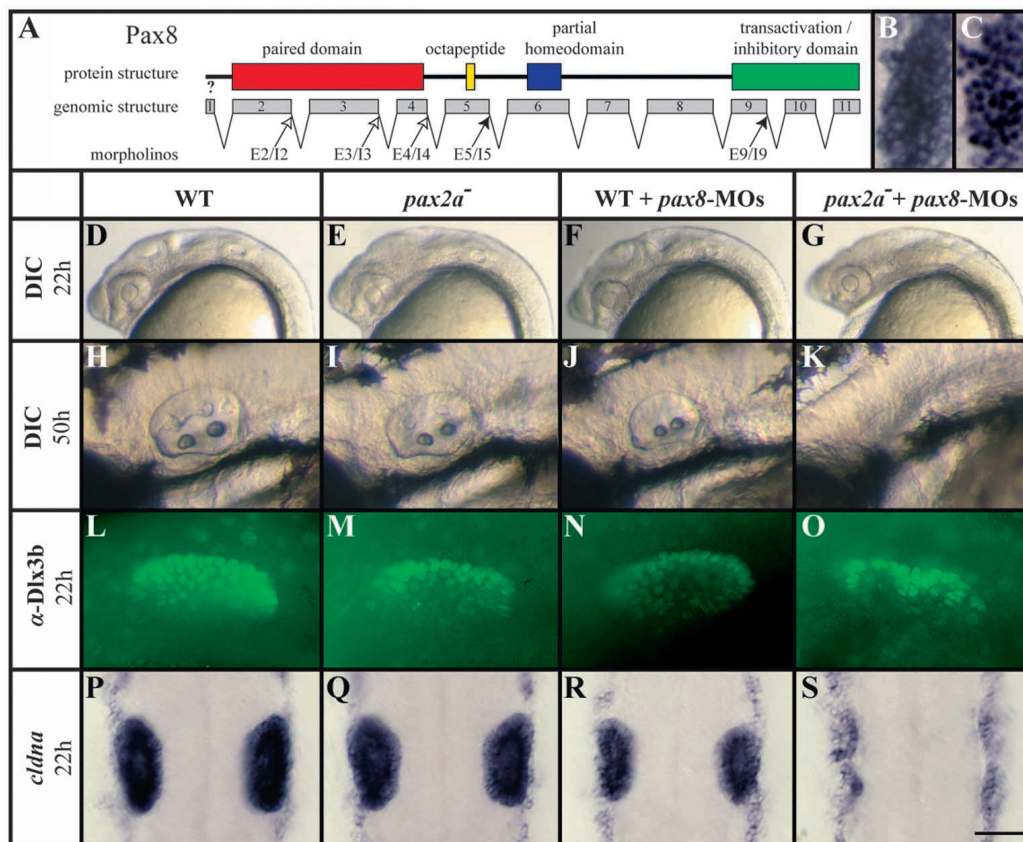 A
Pax8
B
C
paired domain
octapeptide
partial
homeodomain
transactivation /
inhibitory domain
protein structure
?
genomic structure
1 2 3 4 5 6 7 8 9 10 11
morpholinos
E2/I2 E3/I3 E4/I4 E5/I5 E9/I9
WT
pax2a⁻
WT + pax8-MOs
pax2a⁻ + pax8-MOs
DIC
22h
D E F G
DIC
50h
H I J K
α-Dlx3b
22h
L M N O
cldna
22h
P Q R S